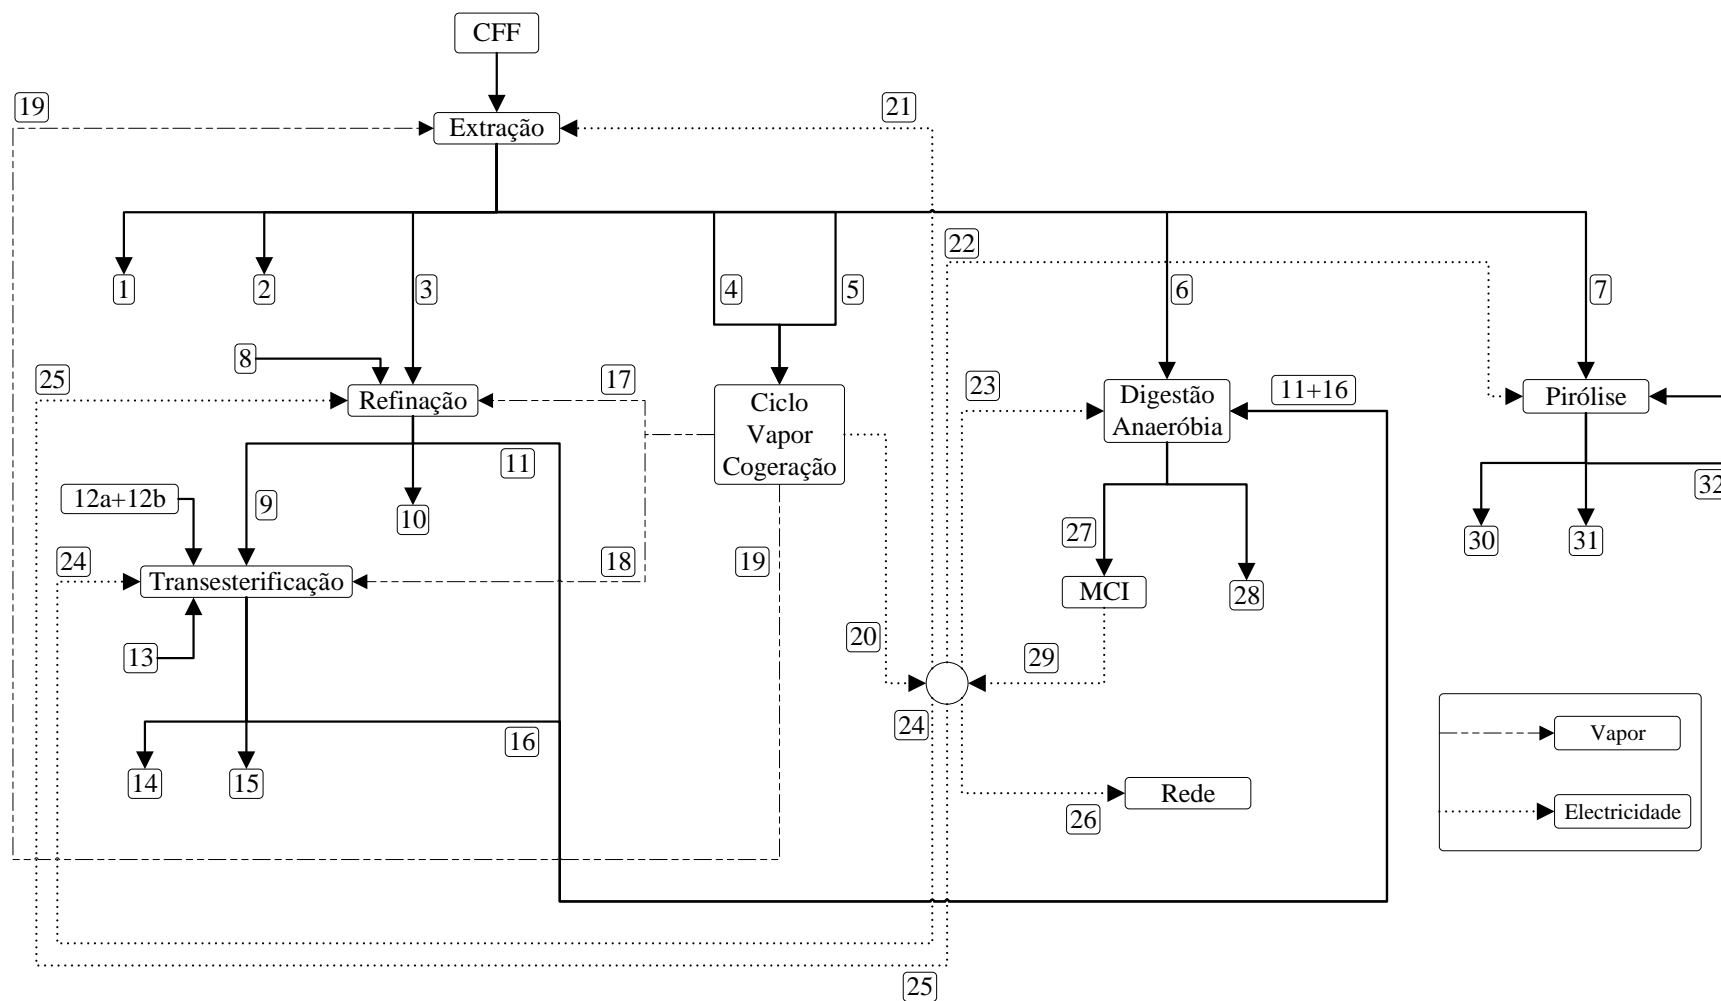 CFF
19
21
Extração
22
1
2
3
4
5
6
7
8
25
17
23
11+16
Refinação
Ciclo
Vapor
Cogeração
Digestão
Anaeróbia
Pirólise
11
12a+12b
9
10
32
27
30
31
24
18
19
Transesterificação
MCI
28
13
20
29
24
16
14
15
Rede
26
Vapor
Electricidade
25